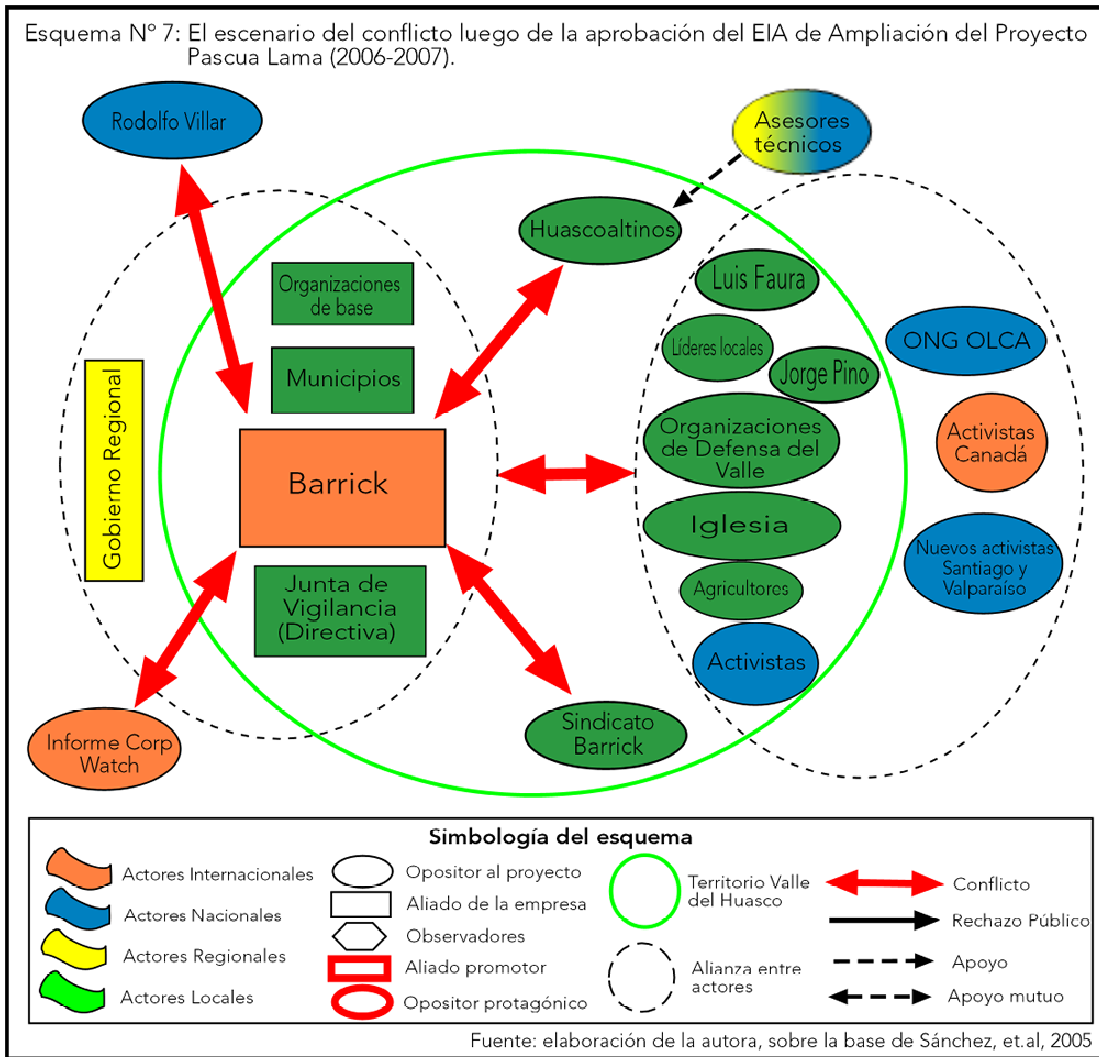 Esquema Nº 7: El escenario del conflicto luego de la aprobación del EIA de Ampliación del Proyecto
Pascua Lama (2006-2007).
Rodolfo Villar
Asesores
técnicos
Huascoaltinos
Organizaciones
de base
Luis Faura
Líderes locales
ONG OLCA
Municipios
Jorge Pino
Gobierno Regional
Organizaciones
de Defensa del
Valle
Activistas
Canadá
Barrick
Iglesia
Nuevos activistas
Santiago y
Valparaíso
Junta de
Vigilancia
(Directiva)
Agricultores
Activistas
Informe Corp
Watch
Sindicato
Barrick
Simbología del esquema
Actores Internacionales
Actores Nacionales
Actores Regionales
Actores Locales
Opositor al proyecto
Aliado de la empresa
Observadores
Aliado promotor
Opositor protagónico
Territorio Valle
del Huasco
Alianza entre
actores
Conflicto
Rechazo Público
Apoyo
Apoyo mutuo
Fuente: elaboración de la autora, sobre la base de Sánchez, et.al, 2005